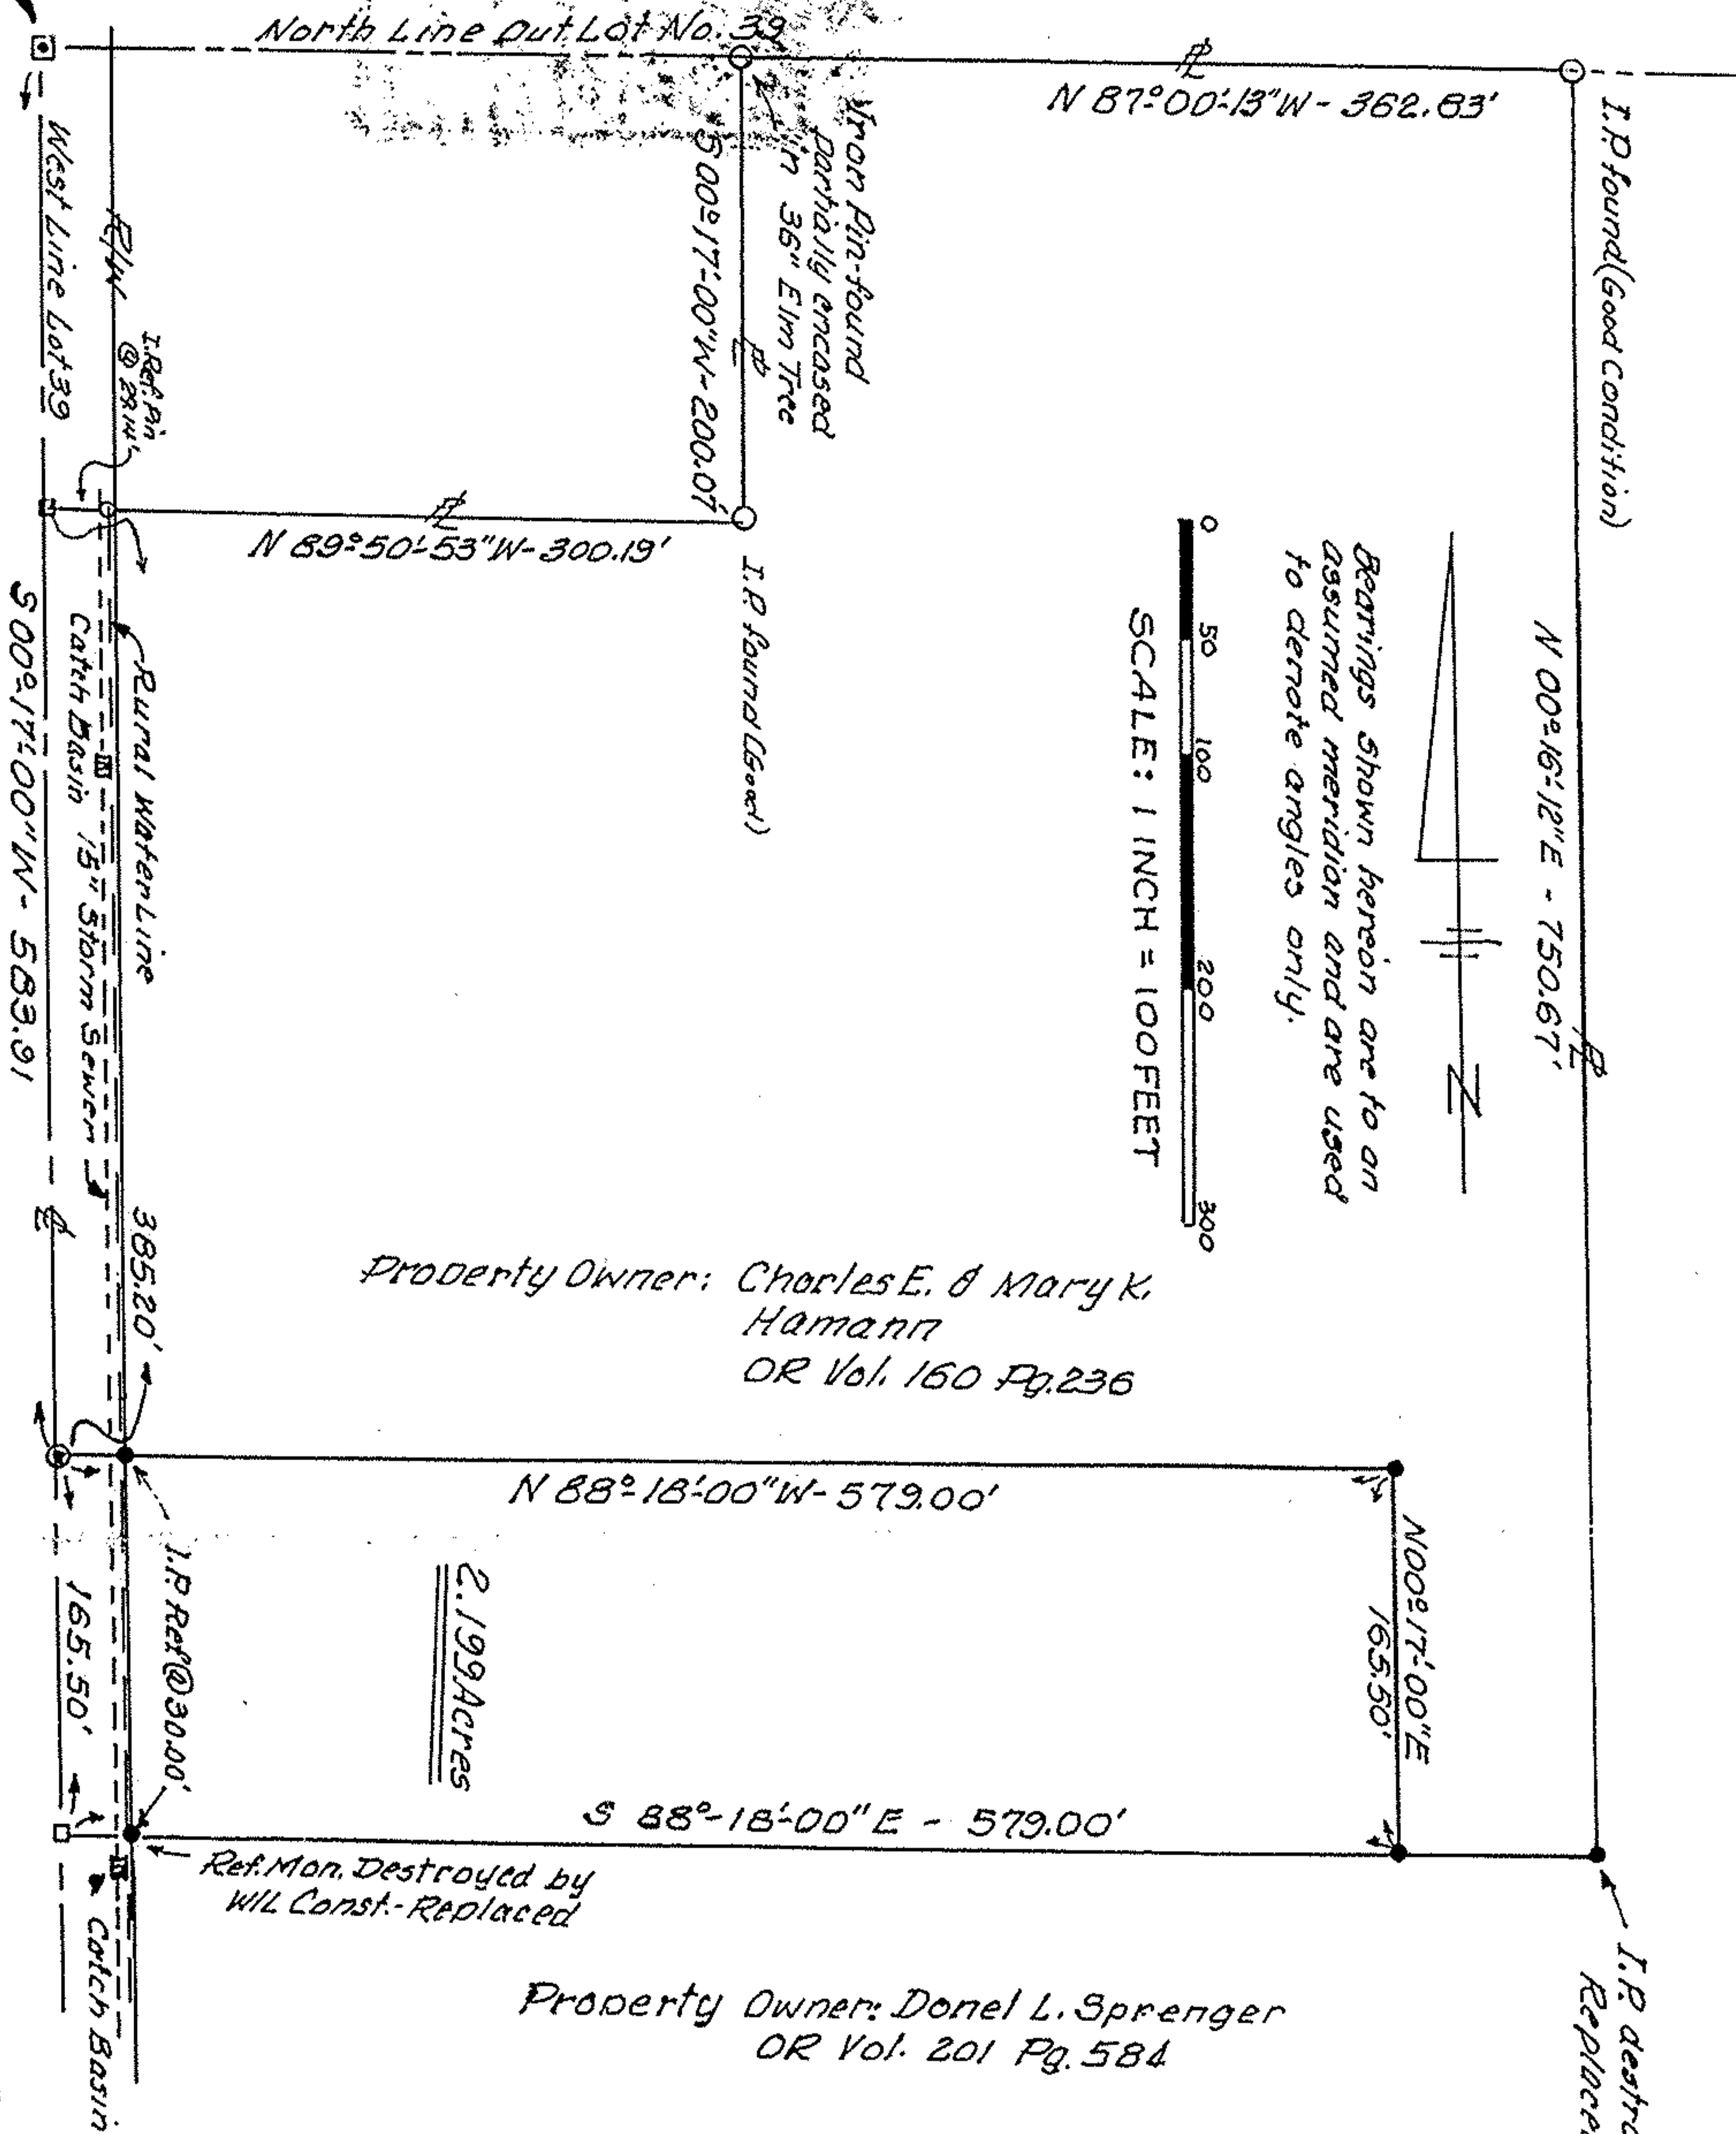 North Line Out Lot No. 39
P̸L
N 87°-00'-13"W - 362.63'
I.P. found (Good Condition)
Iron Pin-found
partially encased
in 36" Elm Tree
S 00°-17'-00"W - 200.01'
West Line Lot 39
R/W
I. Ref. Pin
N 89°-50'-53"W - 300.19'
I.P. found (Good)
0 50 100 200 300
SCALE: 1 INCH = 100 FEET
Bearings shown hereon are to an
assumed meridian and are used
to denote angles only.
N
N 00°-16'-12"E - 750.67'
Rural Water Line
Catch Basin 15" Storm Sewer
S 00°-17'-00"W - 583.91
385.20'
Property Owner: Charles E. & Mary K.
Hamann
OR Vol. 160 Pg. 236
N 88°-18'-00"W - 579.00'
N 00°-17'-00"E
165.50'
2.199 Acres
I.P. Ref @ 30.00'
165.50'
S 88°-18'-00"E - 579.00'
Ref. Mon. Destroyed by
W/L Const.-Replaced
Catch Basin
Property Owner: Donel L. Sprenger
OR Vol. 201 Pg. 584
I.P. destro
Replace